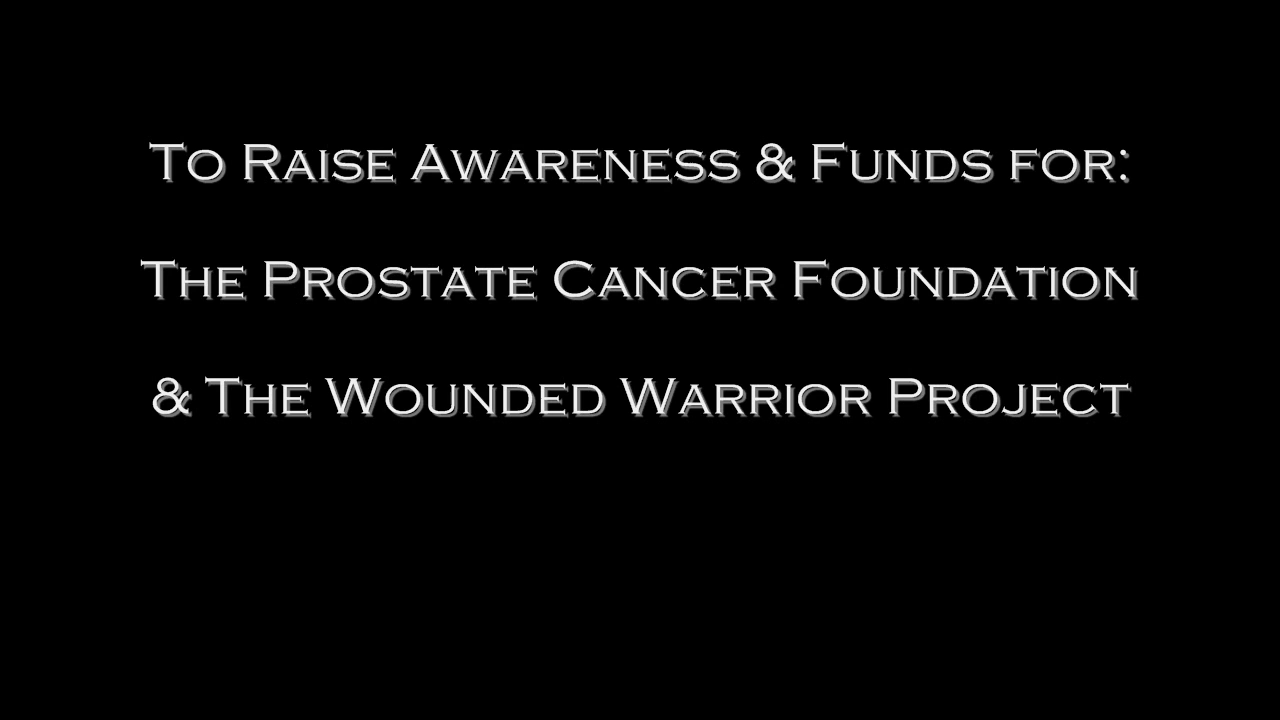 To Raise Awareness & Funds for:
The Prostate Cancer Foundation
& The Wounded Warrior Project